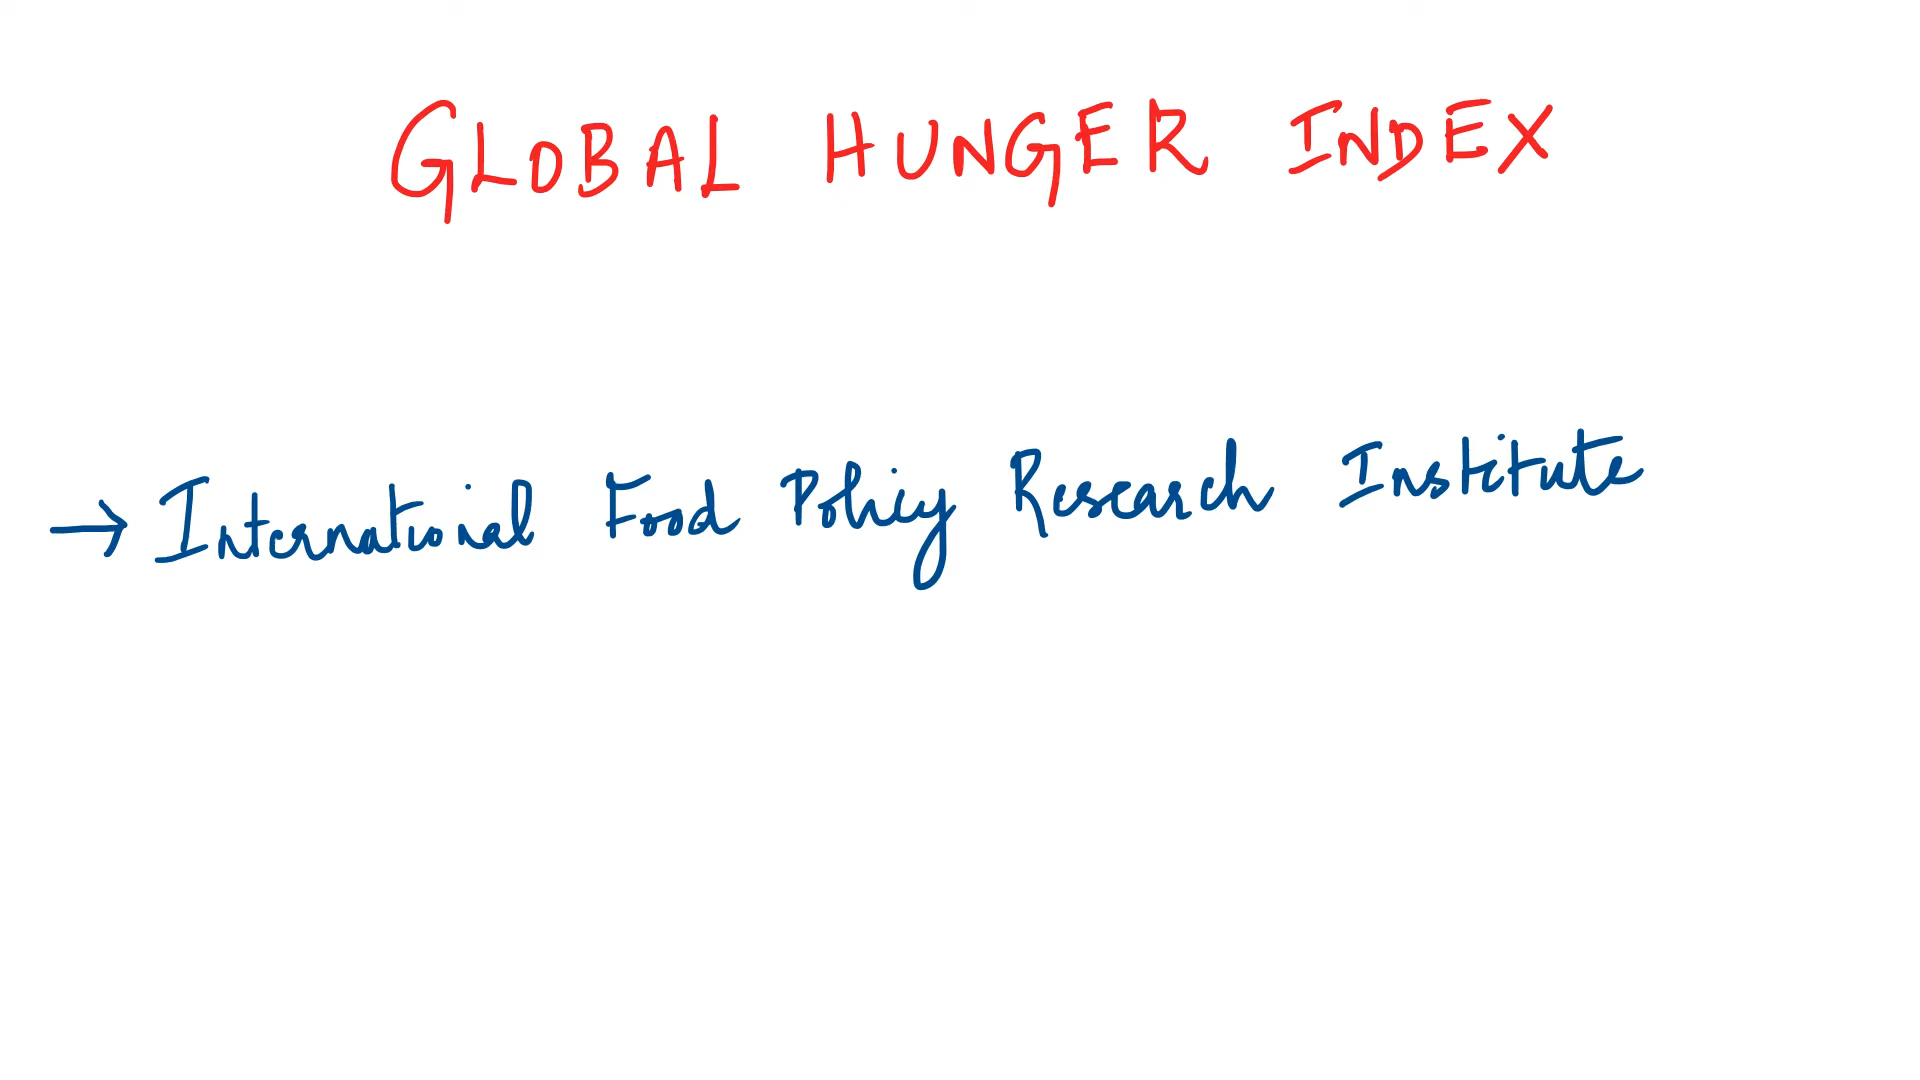 GLOBAL HUNGER INDEX
→ International Food Policy Research Institute